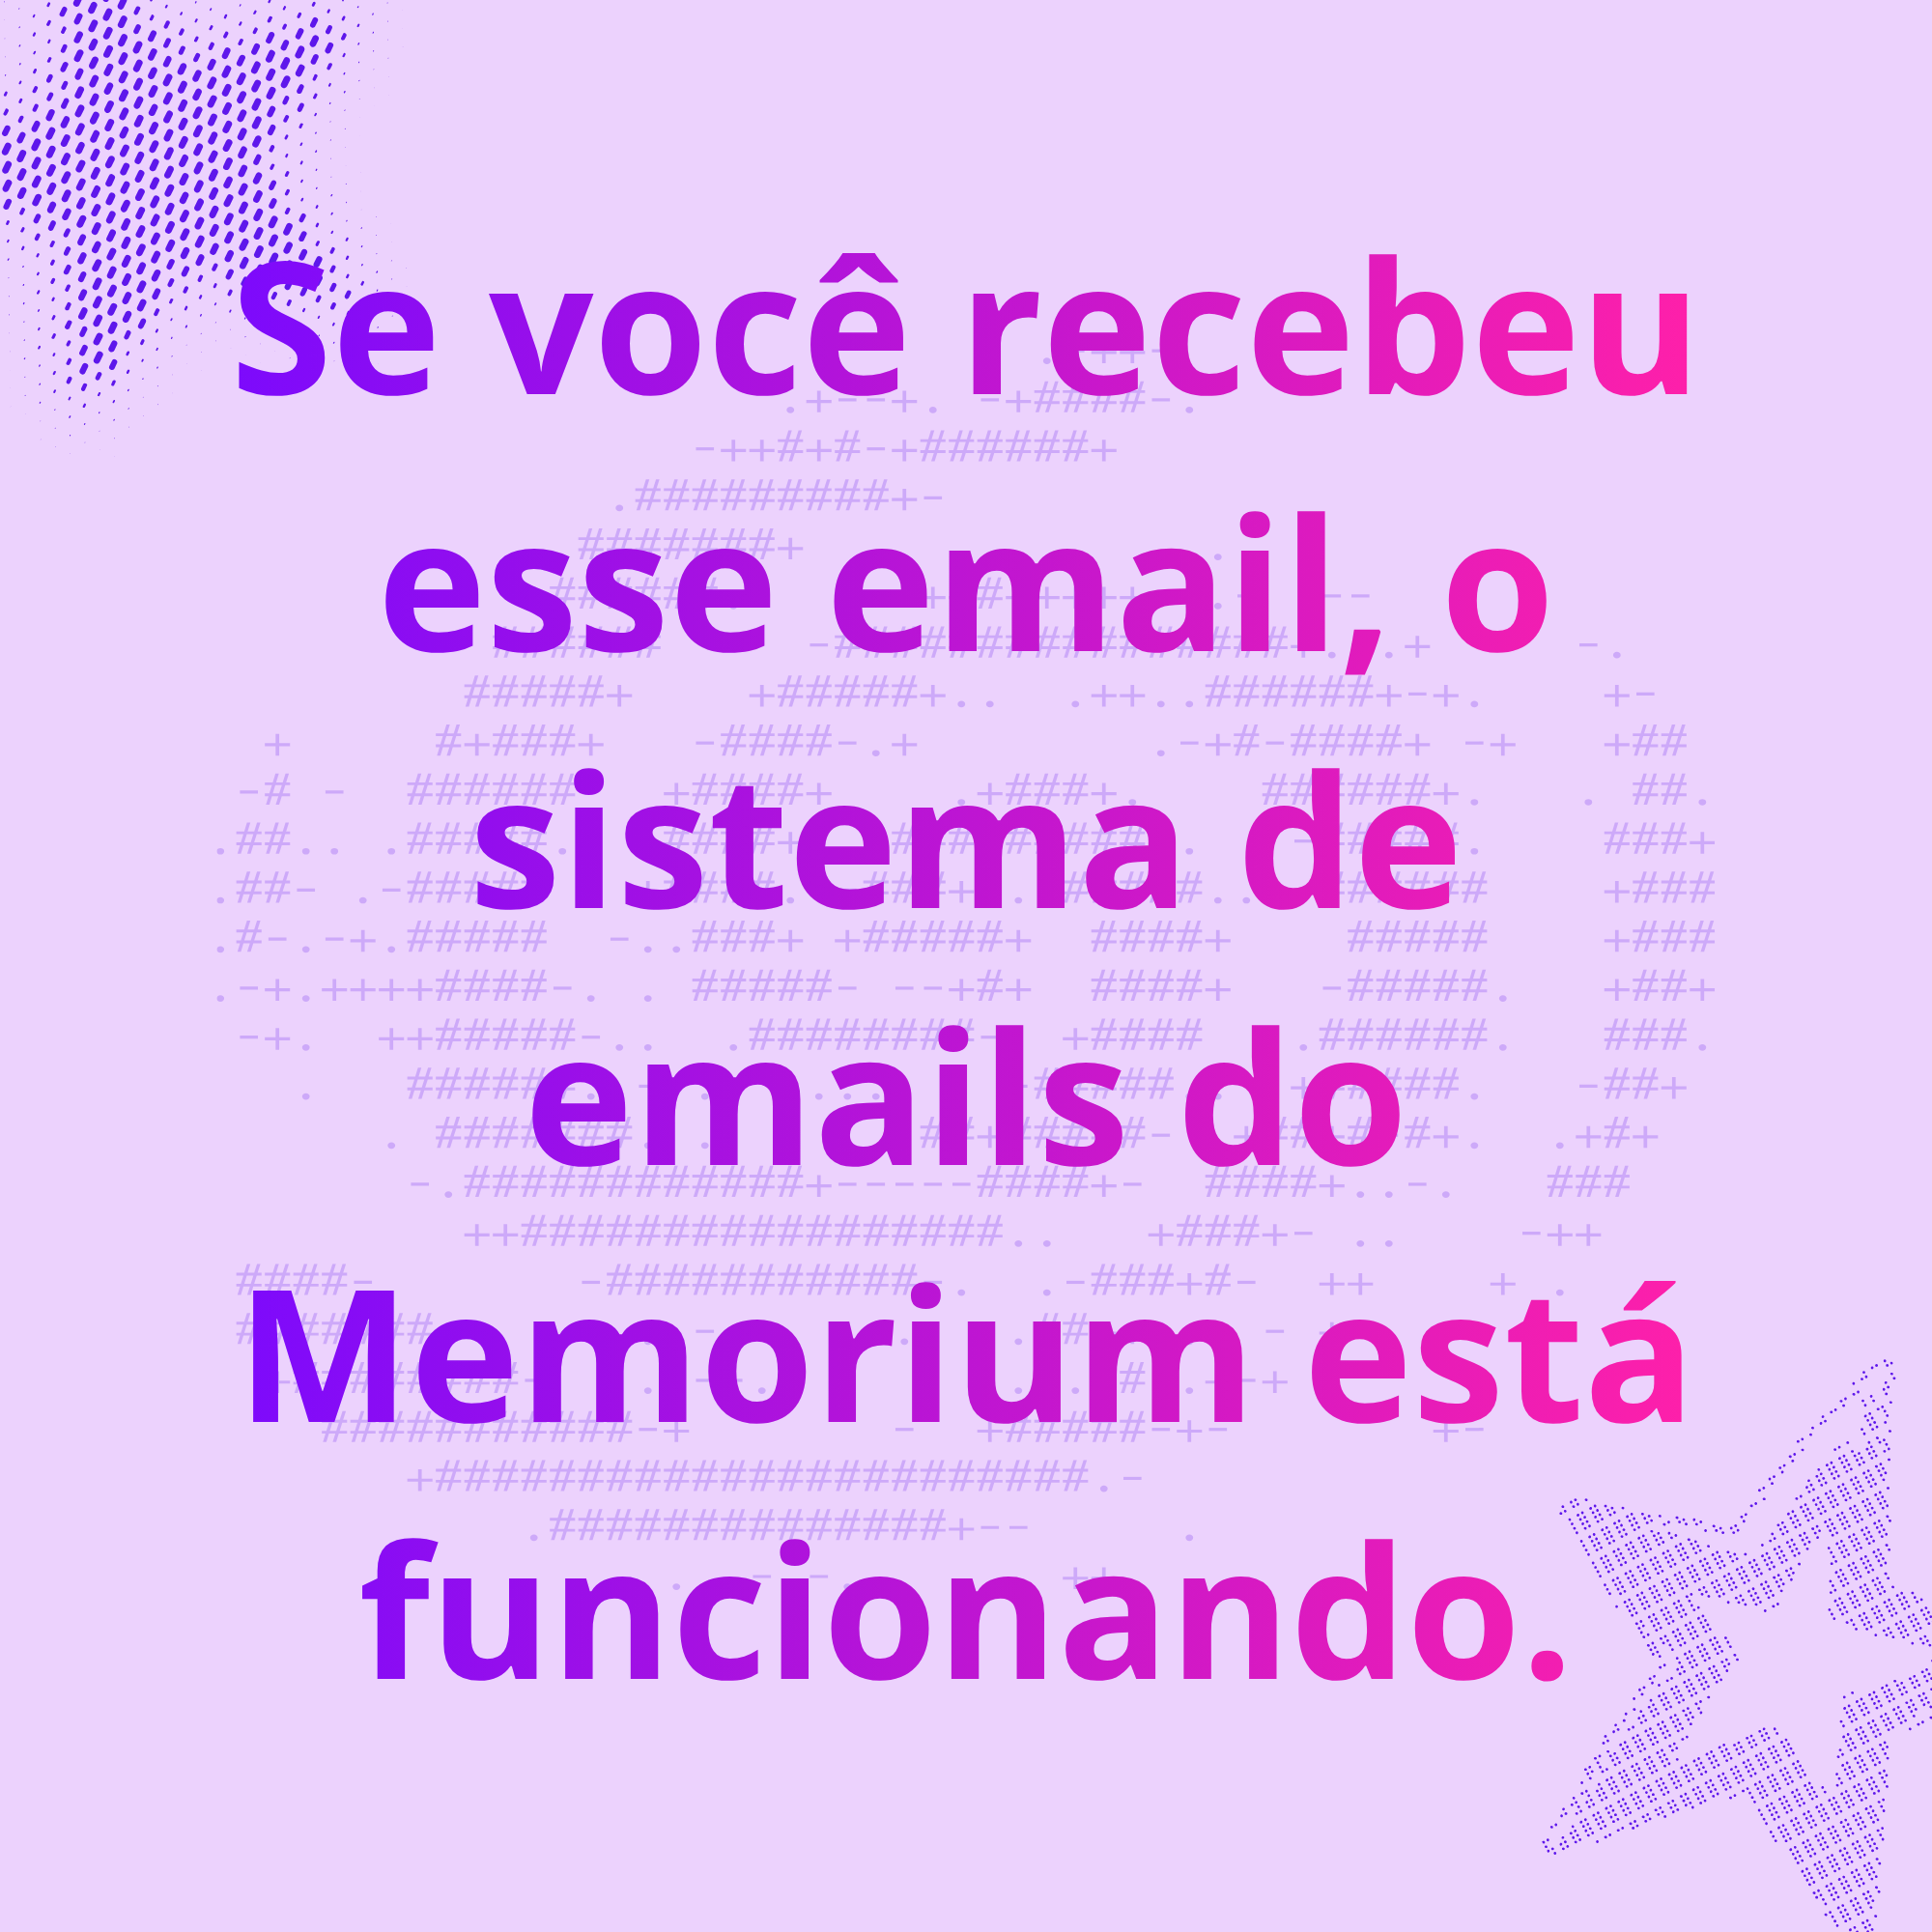 Se você recebeu
esse email, o
sistema de
emails do
Memorium está
funcionando.